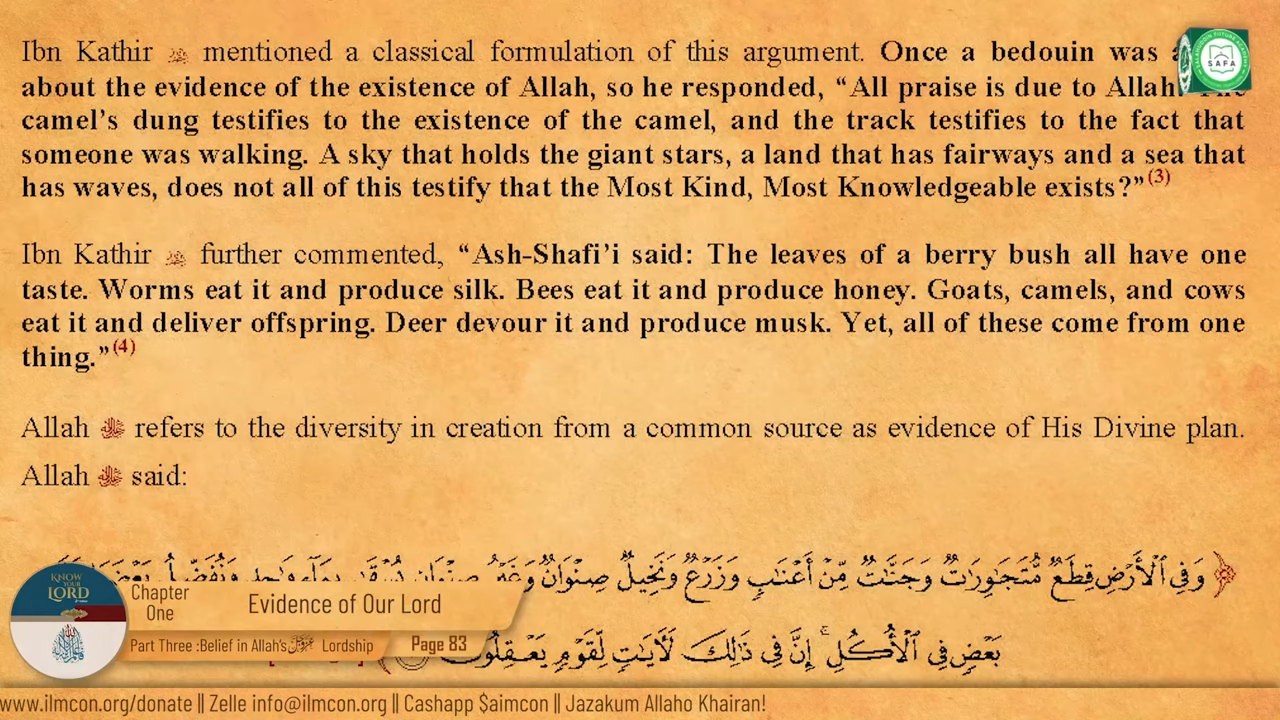 Ibn Kathir mentioned a classical formulation of this argument. Once a bedouin was
about the evidence of the existence of Allah, so he responded, “All praise is due to Allah. The
camel’s dung testifies to the existence of the camel, and the track testifies to the fact that
someone was walking. A sky that holds the giant stars, a land that has fairways and a sea that
has waves, does not all of this testify that the Most Kind, Most Knowledgeable exists?”(3)
Ibn Kathir further commented, “Ash-Shafi’i said: The leaves of a berry bush all have one
taste. Worms eat it and produce silk. Bees eat it and produce honey. Goats, camels, and cows
eat it and deliver offspring. Deer devour it and produce musk. Yet, all of these come from one
thing.”(4)
Allah ﷻ refers to the diversity in creation from a common source as evidence of His Divine plan.
Allah ﷻ said:
وَفِي ٱلْأَرْضِ قِطَعٌ مُّتَجَٰوِرَٰتٌ وَجَنَّٰتٌ مِّنْ أَعْنَٰبٍ وَزَرْعٌ وَنَخِيلٌ صِنْوَانٌ وَغَيْرُ
بَعْضٍ فِي ٱلْأُكُلِ ۚ إِنَّ فِي ذَٰلِكَ لَأٓيَٰتٍ لِّقَوْمٍ يَعْقِلُونَ
SAFA
KNOW
YOUR
LORD
Chapter
One
Evidence of Our Lord
Part Three :Belief in Allah's Lordship
Page 83
www.ilmcon.org/donate || Zelle info@ilmcon.org || Cashapp $aimcon || Jazakum Allaho Khairan!